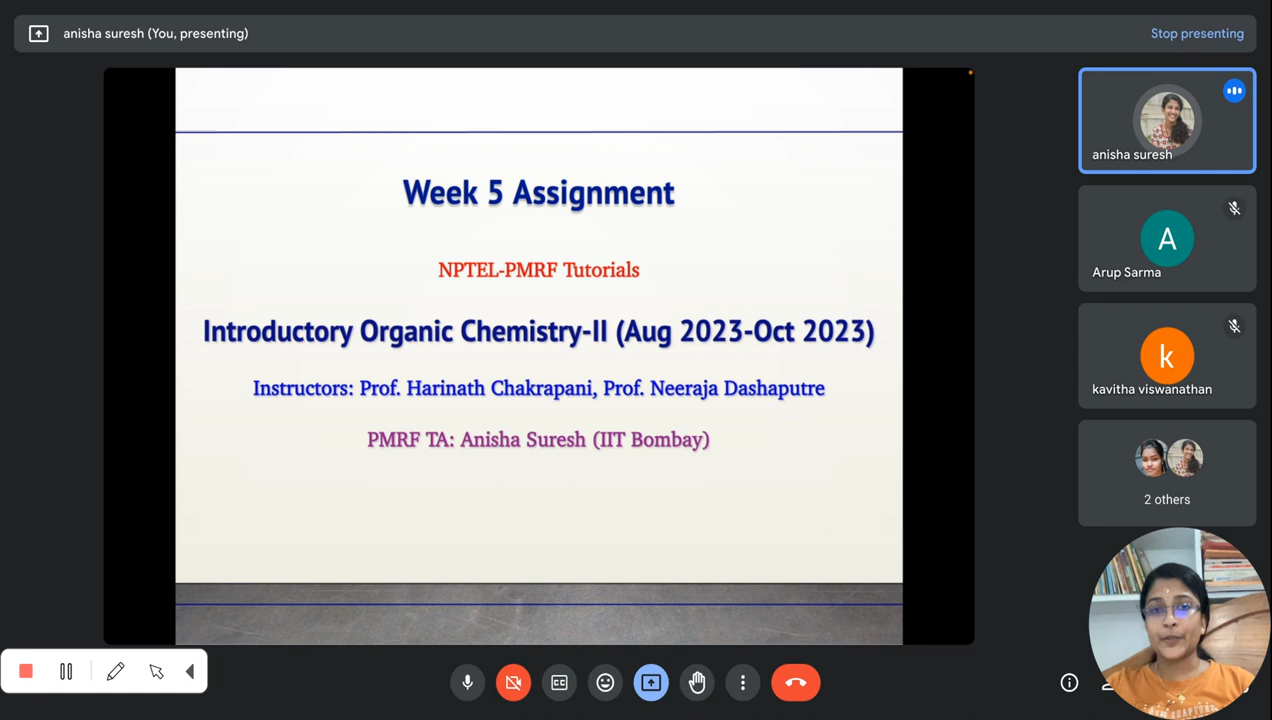 anisha suresh (You, presenting)
Stop presenting
Week 5 Assignment
NPTEL-PMRF Tutorials
Introductory Organic Chemistry-II (Aug 2023-Oct 2023)
Instructors: Prof. Harinath Chakrapani, Prof. Neeraja Dashaputre
PMRF TA: Anisha Suresh (IIT Bombay)
anisha suresh
A
Arup Sarma
k
kavitha viswanathan
2 others
CC